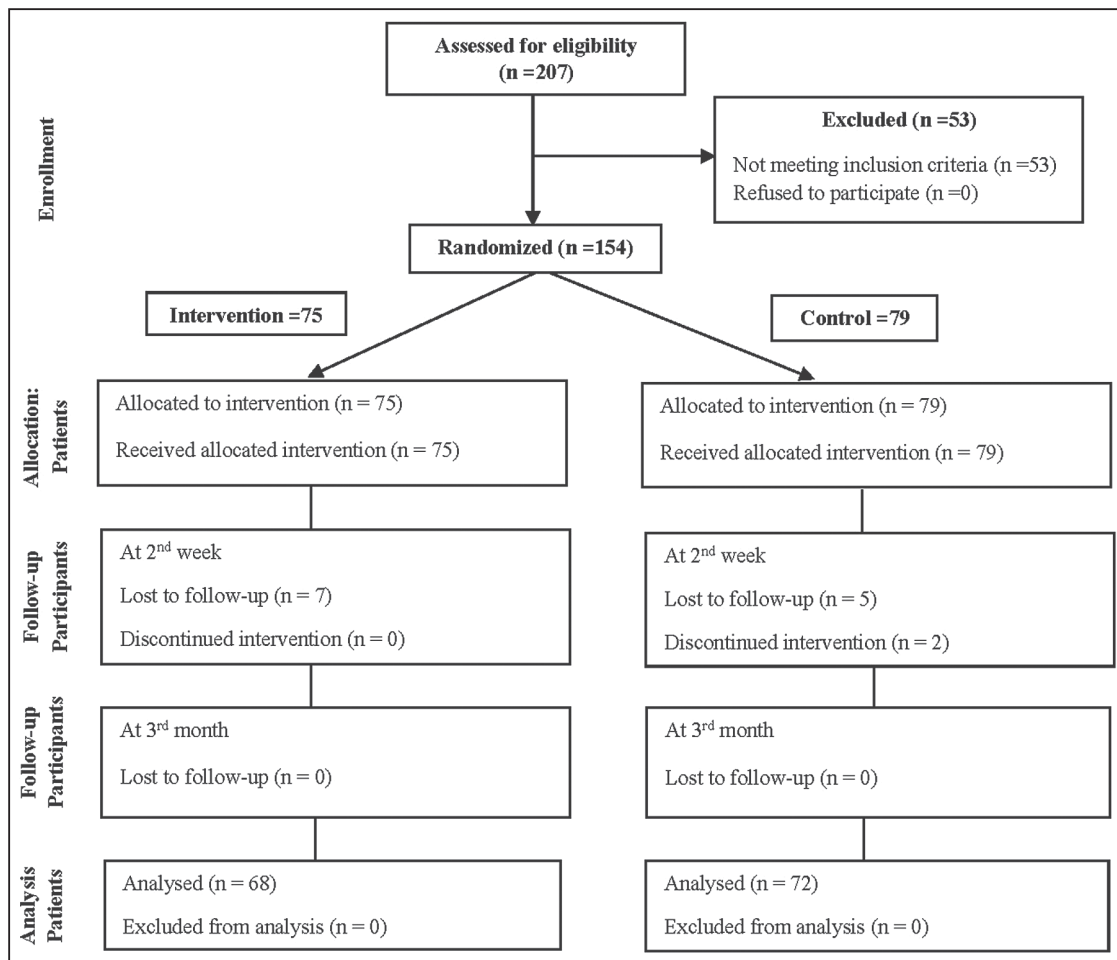 Assessed for eligibility
(n =207)
Enrollment
Excluded (n =53)
Not meeting inclusion criteria (n =53)
Refused to participate (n =0)
Randomized (n =154)
Intervention =75
Control =79
Allocation:
Patients
Allocated to intervention (n = 75)
Received allocated intervention (n = 75)
Allocated to intervention (n = 79)
Received allocated intervention (n = 79)
Follow-up
Participants
At 2nd week
Lost to follow-up (n = 7)
Discontinued intervention (n = 0)
At 2nd week
Lost to follow-up (n = 5)
Discontinued intervention (n = 2)
Follow-up
Participants
At 3rd month
Lost to follow-up (n = 0)
At 3rd month
Lost to follow-up (n = 0)
Analysis
Patients
Analysed (n = 68)
Excluded from analysis (n = 0)
Analysed (n = 72)
Excluded from analysis (n = 0)